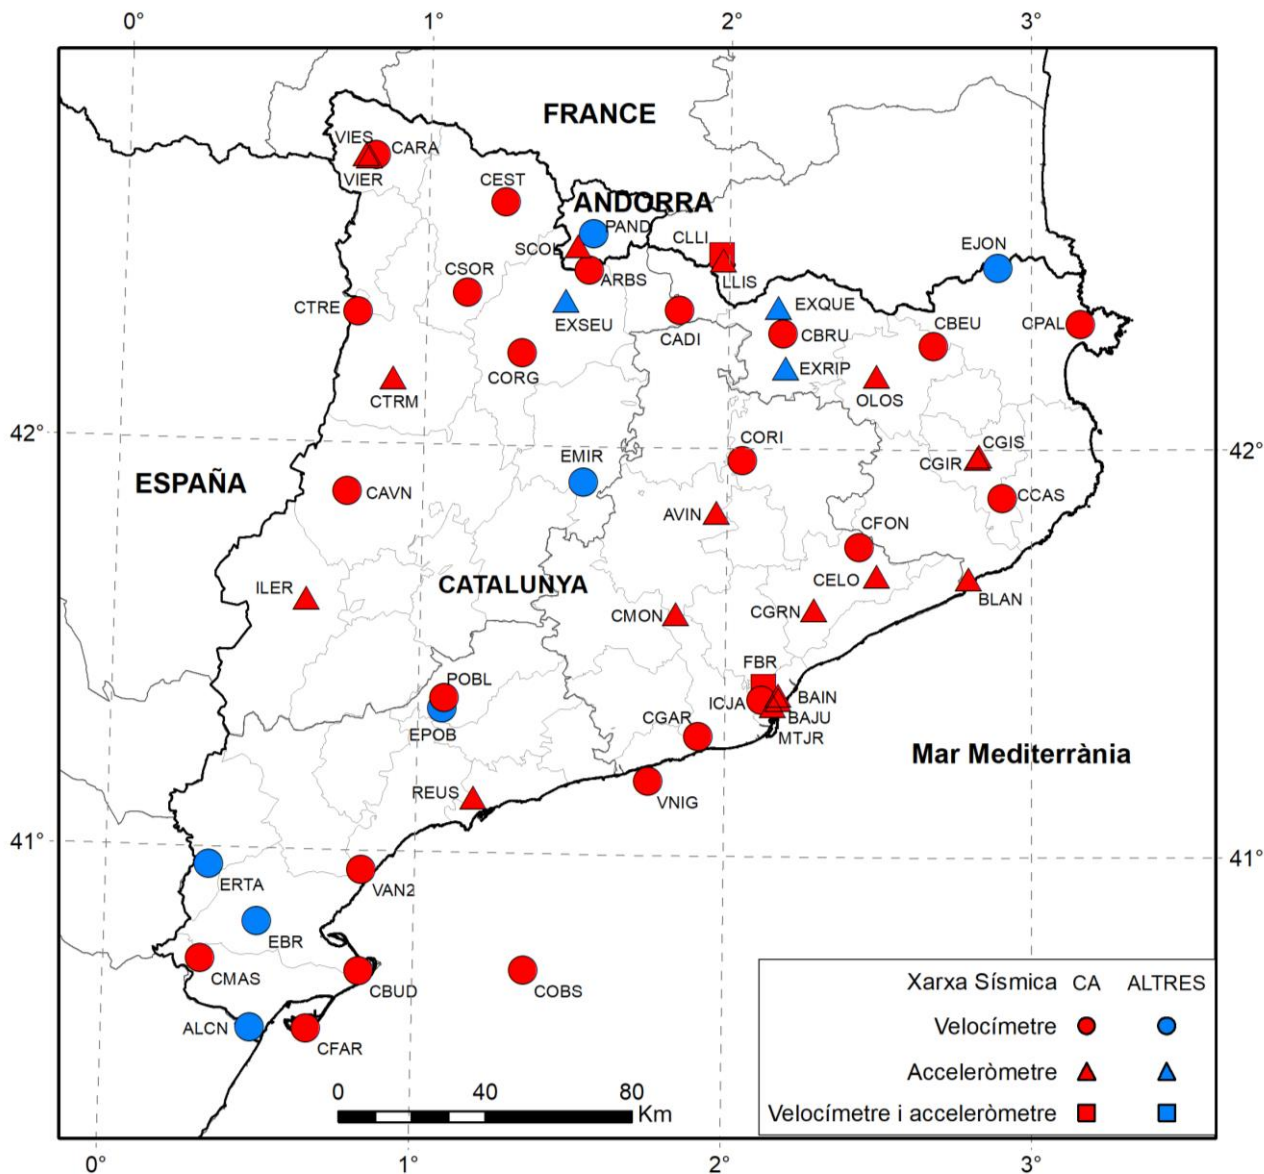 0° 1° 2° 3°
FRANCE
VIES
CARA
VIER
CEST
ANDORRA
PAND
SCOL
CLLI
EJON
CSOR
ARBS
LLIS
CTRE
EXSEU
EXQUE
CADI
CBRU
CBEU
CPAL
CORG
EXRIP
CTRM
OLOS
42°
42°
CORI
CGIS
EMIR
CGIR
ESPAÑA
CAVN
CCAS
AVIN
CFON
CATALUNYA
CELO
ILER
BLAN
CMON
CGRN
FBR
POBL
ICJA
BAIN
CGAR
BAJU
EPOB
MTJR
Mar Mediterrània
REUS
VNIG
41°
41°
ERTA
VAN2
EBR
CMAS
CBUD
COBS
ALCN
CFAR
Xarxa Sísmica CA ALTRES
Velocímetre
Acceleròmetre
Velocímetre i acceleròmetre
0 40 80
Km
0° 1° 2° 3°